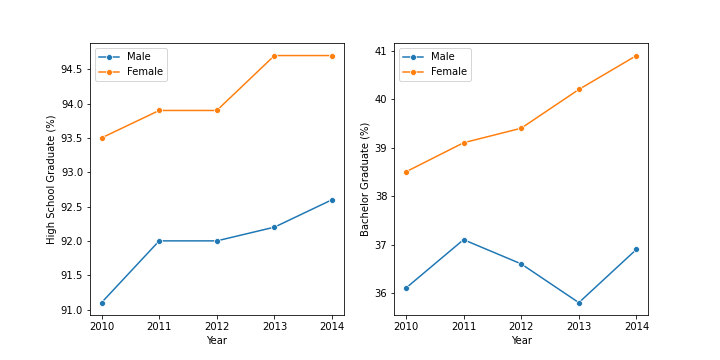 Male
Female
94.5
94.0
93.5
93.0
92.5
92.0
91.5
91.0
High School Graduate (%)
2010 2011 2012 2013 2014
Year
Male
Female
41
40
39
38
37
36
Bachelor Graduate (%)
2010 2011 2012 2013 2014
Year